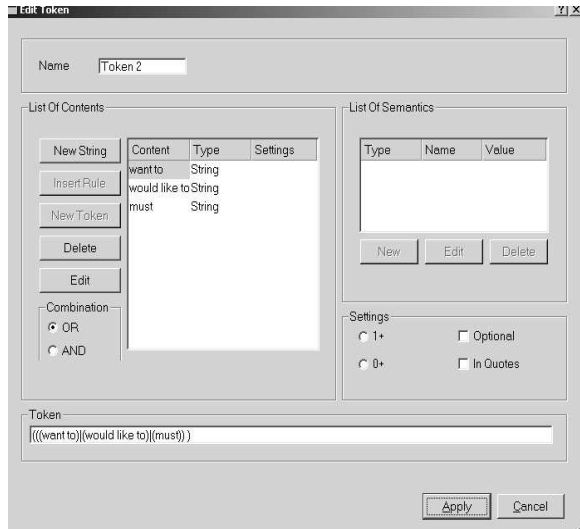 Edit Token
Name Token 2
List Of Contents
New String
Insert Rule
New Token
Delete
Edit
Content Type Settings
want to String
would like to String
must String
Combination
OR
AND
List Of Semantics
Type Name Value
New Edit Delete
Settings
1+ Optional
0+ In Quotes
Token
(((want to)|(would like to)|(must)) )
Apply Cancel